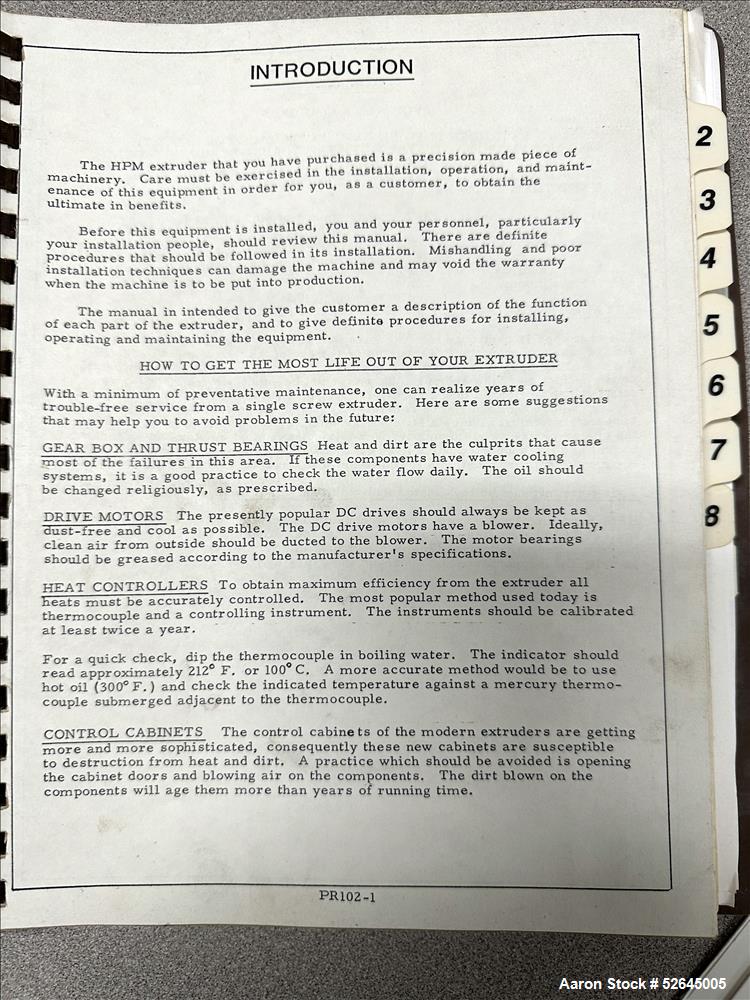 INTRODUCTION
The HPM extruder that you have purchased is a precision made piece of
machinery. Care must be exercised in the installation, operation, and maint-
enance of this equipment in order for you, as a customer, to obtain the
ultimate in benefits.
Before this equipment is installed, you and your personnel, particularly
your installation people, should review this manual. There are definite
procedures that should be followed in its installation. Mishandling and poor
installation techniques can damage the machine and may void the warranty
when the machine is to be put into production.
The manual in intended to give the customer a description of the function
of each part of the extruder, and to give definite procedures for installing,
operating and maintaining the equipment.
HOW TO GET THE MOST LIFE OUT OF YOUR EXTRUDER
With a minimum of preventative maintenance, one can realize years of
trouble-free service from a single screw extruder. Here are some suggestions
that may help you to avoid problems in the future:
GEAR BOX AND THRUST BEARINGS Heat and dirt are the culprits that cause
most of the failures in this area. If these components have water cooling
systems, it is a good practice to check the water flow daily. The oil should
be changed religiously, as prescribed.
DRIVE MOTORS The presently popular DC drives should always be kept as
dust-free and cool as possible. The DC drive motors have a blower. Ideally,
clean air from outside should be ducted to the blower. The motor bearings
should be greased according to the manufacturer's specifications.
HEAT CONTROLLERS To obtain maximum efficiency from the extruder all
heats must be accurately controlled. The most popular method used today is
thermocouple and a controlling instrument. The instruments should be calibrated
at least twice a year.
For a quick check, dip the thermocouple in boiling water. The indicator should
read approximately 212° F. or 100° C. A more accurate method would be to use
hot oil (300° F.) and check the indicated temperature against a mercury thermo-
couple submerged adjacent to the thermocouple.
CONTROL CABINETS The control cabinets of the modern extruders are getting
more and more sophisticated, consequently these new cabinets are susceptible
to destruction from heat and dirt. A practice which should be avoided is opening
the cabinet doors and blowing air on the components. The dirt blown on the
components will age them more than years of running time.
PR102-1
2
3
4
5
6
7
8
Aaron Stock # 52645005